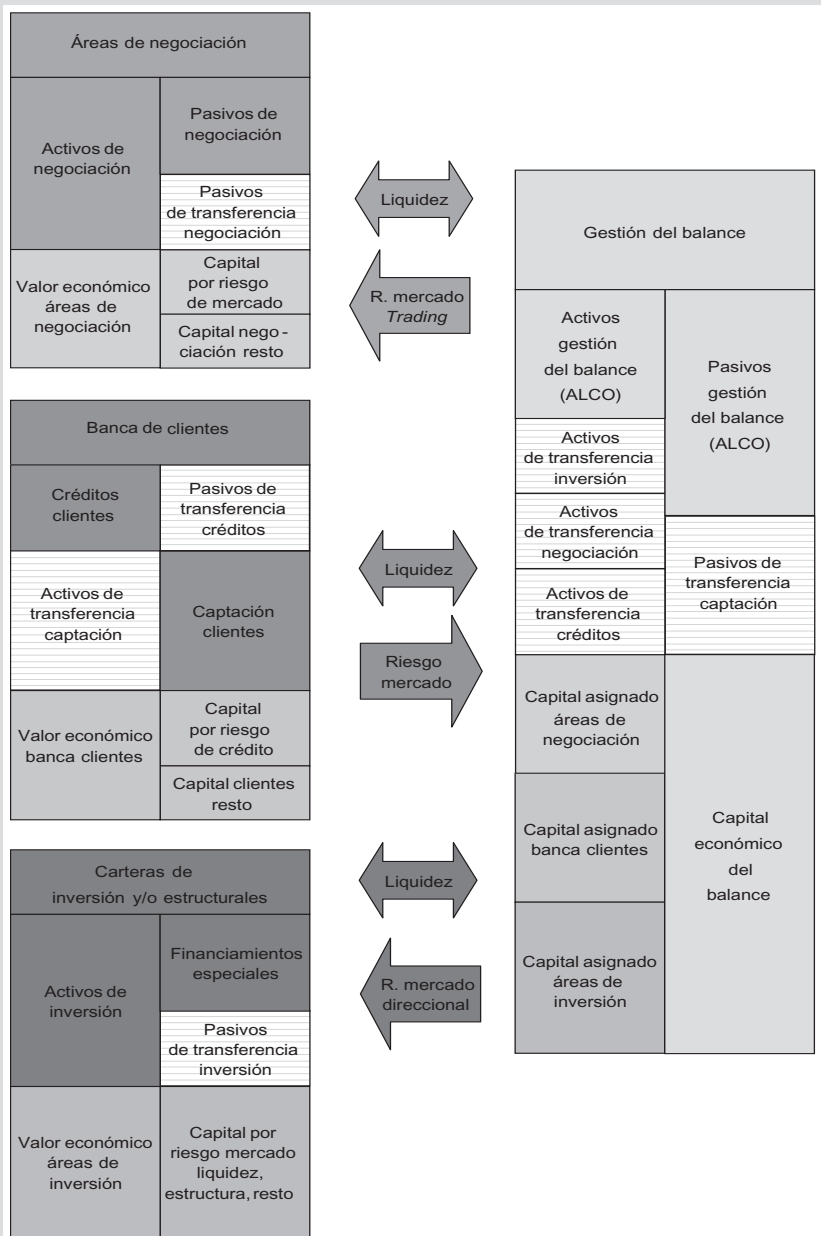 Áreas de negociación
Activos de
negociación
Pasivos de
negociación
Pasivos
de transferencia
negociación
Valor económico
áreas de
negociación
Capital
por riesgo
de mercado
Capital nego -
ciación resto
Liquidez
R. mercado
Trading
Banca de clientes
Créditos
clientes
Pasivos de
transferencia
créditos
Activos de
transferencia
captación
Captación
clientes
Valor económico
banca clientes
Capital
por riesgo
de crédito
Capital clientes
resto
Liquidez
Riesgo
mercado
Carteras de
inversión y/o estructurales
Activos de
inversión
Financiamientos
especiales
Pasivos
de transferencia
inversión
Valor económico
áreas de
inversión
Capital por
riesgo mercado
liquidez,
estructura, resto
Liquidez
R. mercado
direccional
Gestión del balance
Activos
gestión
del balance
(ALCO)
Activos
de transferencia
inversión
Activos
de transferencia
negociación
Activos de
transferencia
créditos
Capital asignado
áreas de
negociación
Capital asignado
banca clientes
Capital asignado
áreas de
inversión
Pasivos
gestión
del balance
(ALCO)
Pasivos de
transferencia
captación
Capital
económico
del
balance